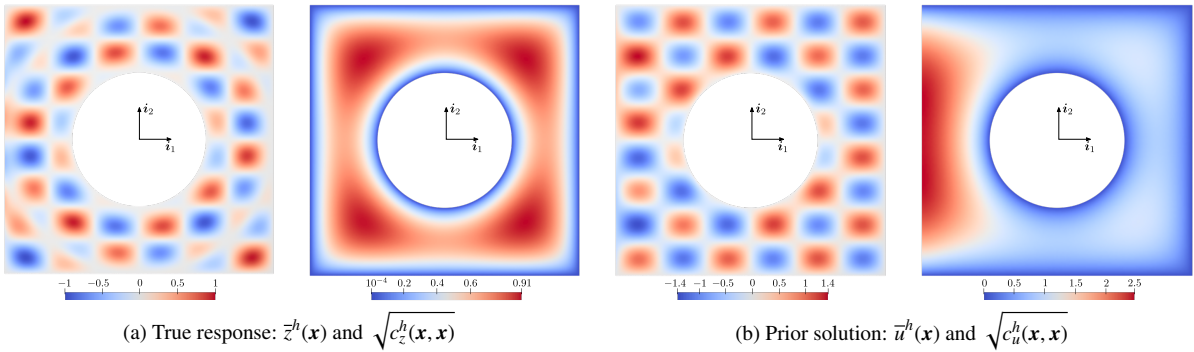 i₂
i₁
i₂
i₁
i₂
i₁
i₂
i₁
−1 −0.5 0 0.5 1
10⁻⁴ 0.2 0.4 0.6 0.91
−1.4 −1 −0.5 0 0.5 1 1.4
0 0.5 1 1.5 2 2.5
(a) True response: z̅ʰ(x) and √cᶻʰ(x, x)
(b) Prior solution: u̅ʰ(x) and √cᵤʰ(x, x)